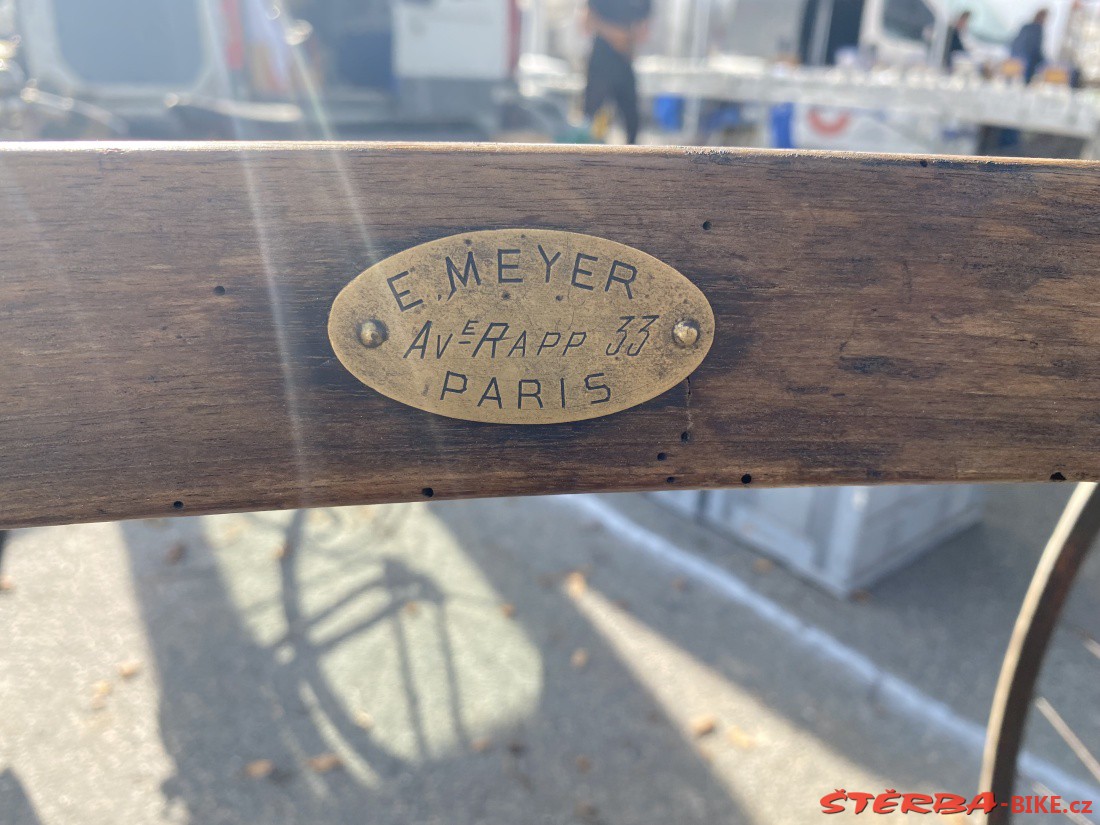 E. MEYER
AVE RAPP 33
PARIS
ŠTĚRBA-BIKE.cz